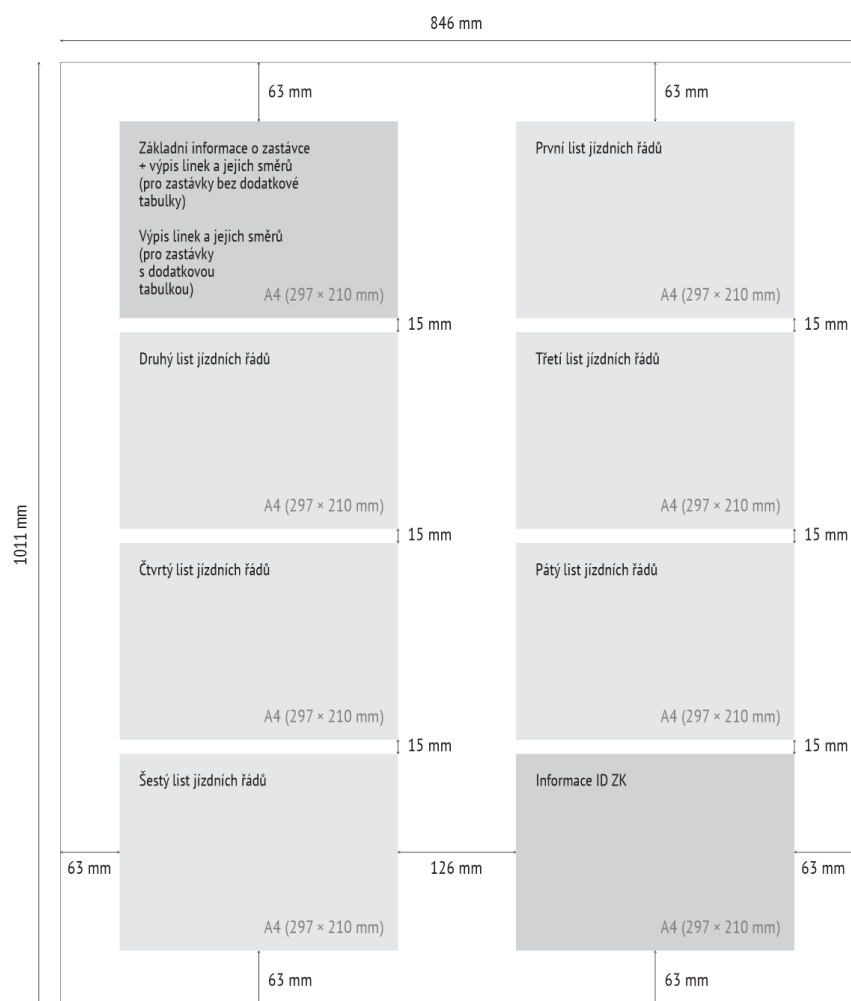 846 mm
63 mm
63 mm
Základní informace o zastávce
+ výpis linek a jejich směrů
(pro zastávky bez dodatkové
tabulky)
Výpis linek a jejich směrů
(pro zastávky
s dodatkovou
tabulkou)
A4 (297 × 210 mm)
První list jízdních řádů
A4 (297 × 210 mm)
15 mm
15 mm
Druhý list jízdních řádů
A4 (297 × 210 mm)
Třetí list jízdních řádů
A4 (297 × 210 mm)
1011 mm
15 mm
15 mm
Čtvrtý list jízdních řádů
A4 (297 × 210 mm)
Pátý list jízdních řádů
A4 (297 × 210 mm)
15 mm
15 mm
Šestý list jízdních řádů
A4 (297 × 210 mm)
Informace ID ZK
A4 (297 × 210 mm)
63 mm
126 mm
63 mm
63 mm
63 mm